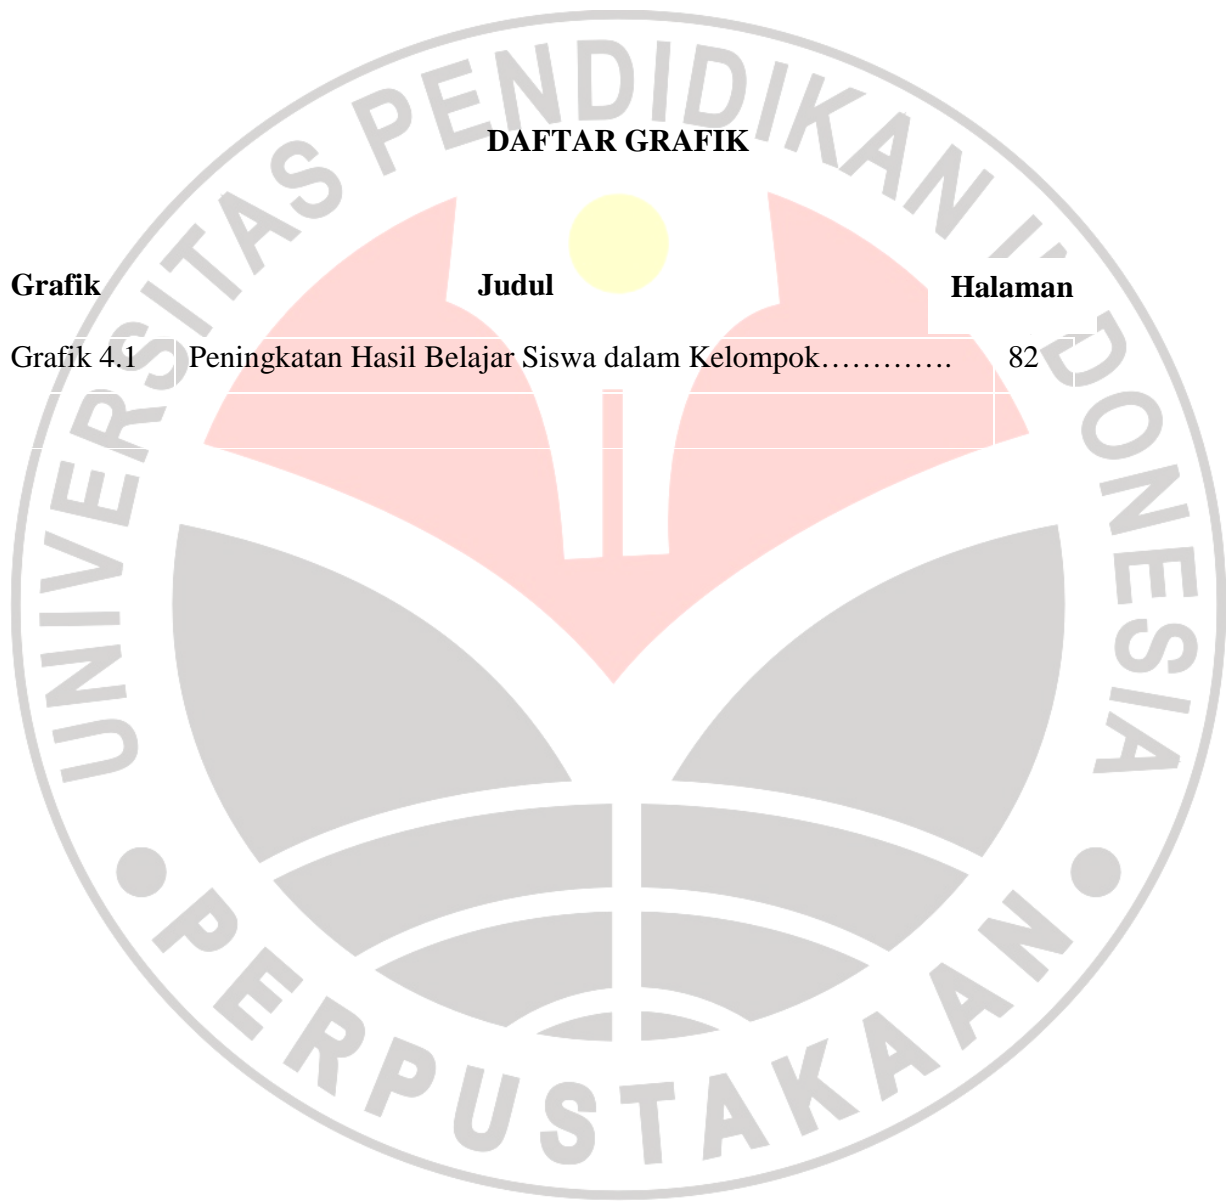 DAFTAR GRAFIK
Grafik Judul Halaman
Grafik 4.1 Peningkatan Hasil Belajar Siswa dalam Kelompok…………. 82
UNIVERSITAS PENDIDIKAN INDONESIA
PERPUSTAKAAN